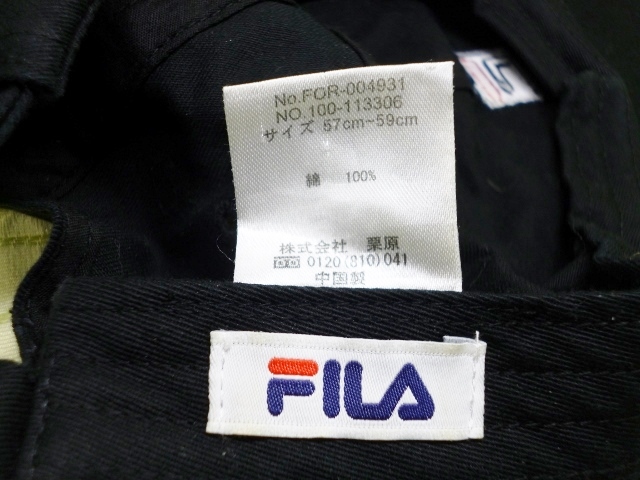 No.FOR-004931
NO.100-113306
サイズ 57cm~59cm
綿 100%
株式会社 栗原
0120(810)041
中国製
FILA